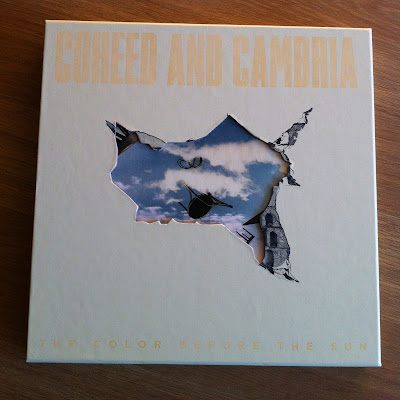 COHEED AND CAMBRIA
THE COLOR BEFORE THE SUN